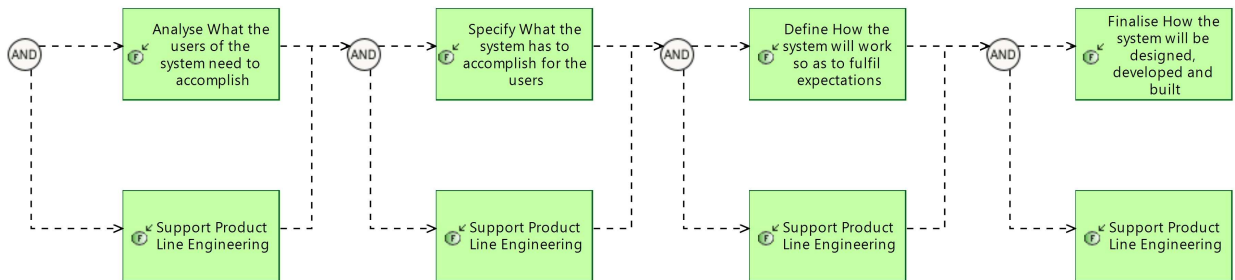 AND
F
Analyse What the
users of the
system need to
accomplish
AND
F
Specify What the
system has to
accomplish for the
users
AND
F
Define How the
system will work
so as to fulfil
expectations
AND
F
Finalise How the
system will be
designed,
developed and
built
F
Support Product
Line Engineering
F
Support Product
Line Engineering
F
Support Product
Line Engineering
F
Support Product
Line Engineering